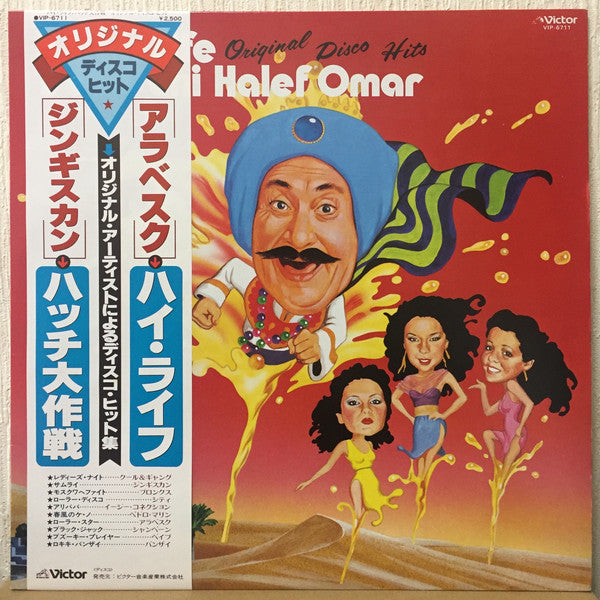 ●VIP-6711
¥2,500
オリジナル
ディスコ
ヒット
★
[アラベスク]→ハイ・ライフ
→オリジナル・アーティストによるディスコ・ヒット集
[ジンギスカン]→ハッチ大作戦
★レディーズ・ナイト……クール&ギャング
★サムライ……ジンギスカン
★モスクワへファイト……ブロンクス
★ローラー・ディスコ……シティ
★アリババ……イージー・コネクション
★春風のケ・ノ……ペトロ・マリン
★ローラー・スター……アラベスク
★ブラック・ジャック……シャンペーン
★ブズーキー・プレイヤー……ベイブ
★ロキキ・バンザイ……バンザイ
Victor
(ディスコ)
発売元:ビクター音楽産業株式会社
fe Original Disco Hits
i Halef Omar
Victor
VIP-6711